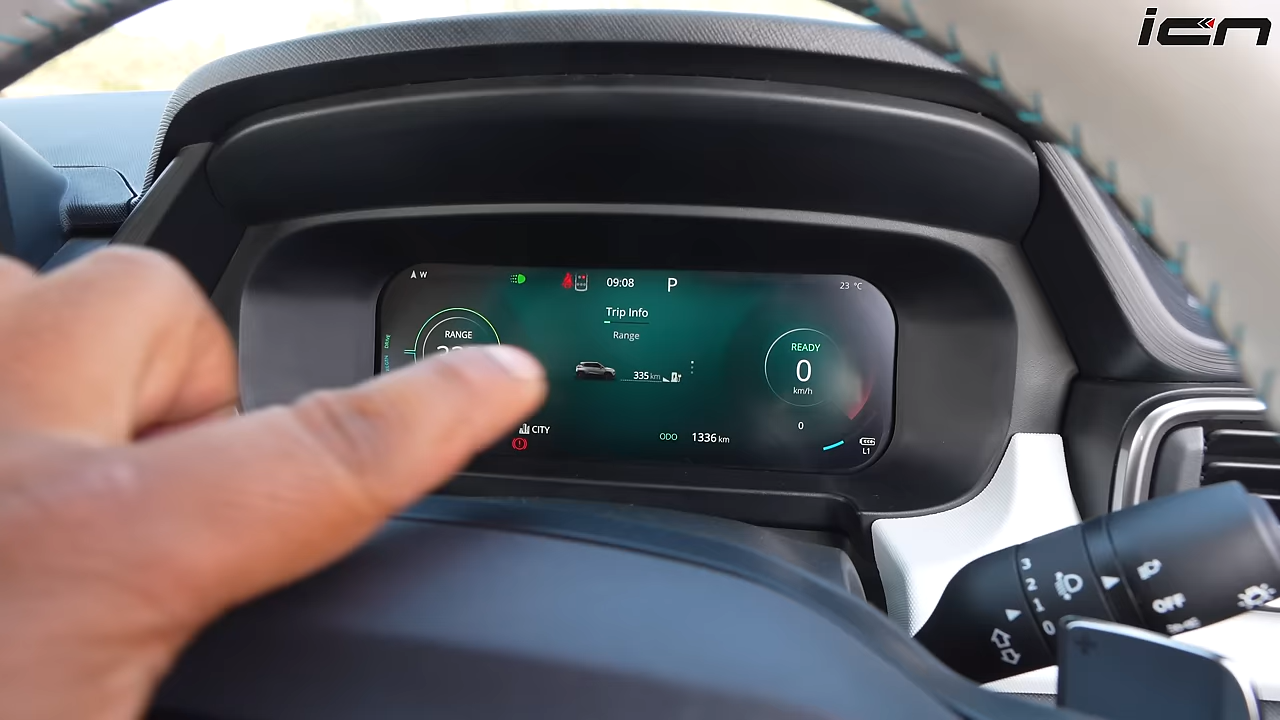 icn
W
09:08
P
23 °C
Trip Info
Range
RANGE
335 km
READY
0
km/h
0
CITY
ODO 1336 km
L1
3
2
1
0
OFF